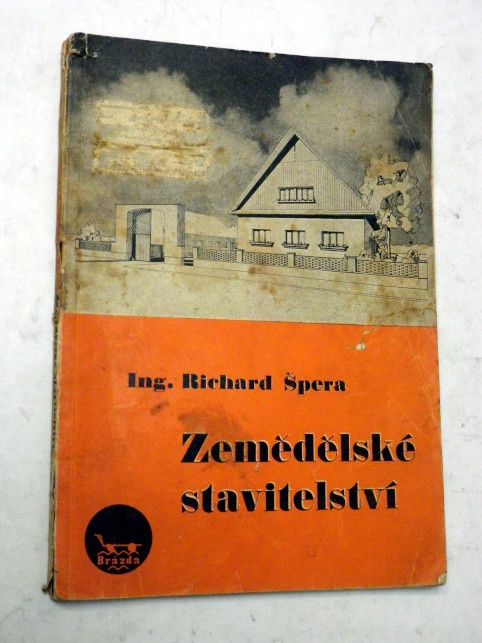 Ing. Richard Špera
Zemědělské
stavitelství
Brázda